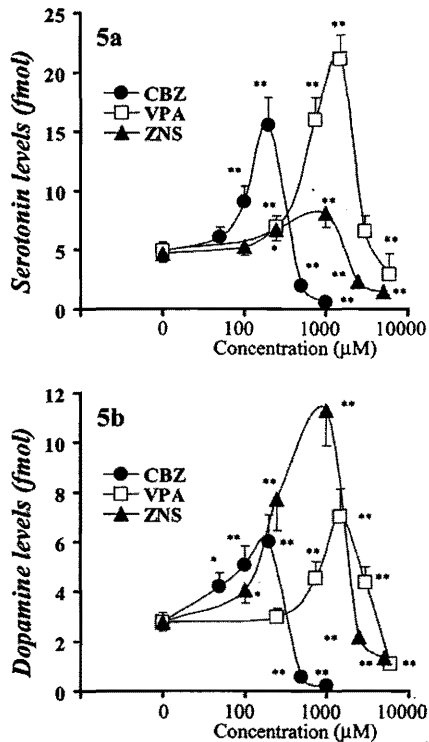 5a
25
20
15
10
5
0
Serotonin levels (fmol)
CBZ
VPA
ZNS
** ** ** ** ** ** * ** ** ** ** **
0 100 1000 10000
Concentration (µM)
5b
12
10
8
6
4
2
0
Dopamine levels (fmol)
CBZ
VPA
ZNS
* ** ** ** ** * ** ** ** ** ** ** ** ** **
0 100 1000 10000
Concentration (µM)